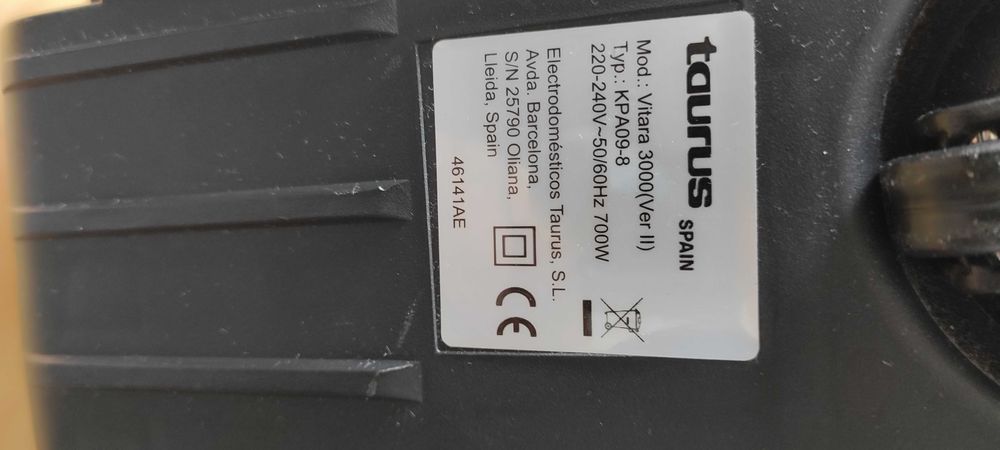 taurus SPAIN
Mod.: Vitara 3000(Ver II)
Typ.: KPA09-8
220-240V~50/60Hz 700W
Electrodomésticos Taurus, S.L.
Avda. Barcelona,
S/N 25790 Oliana,
Lleida, Spain
CE
46141AE